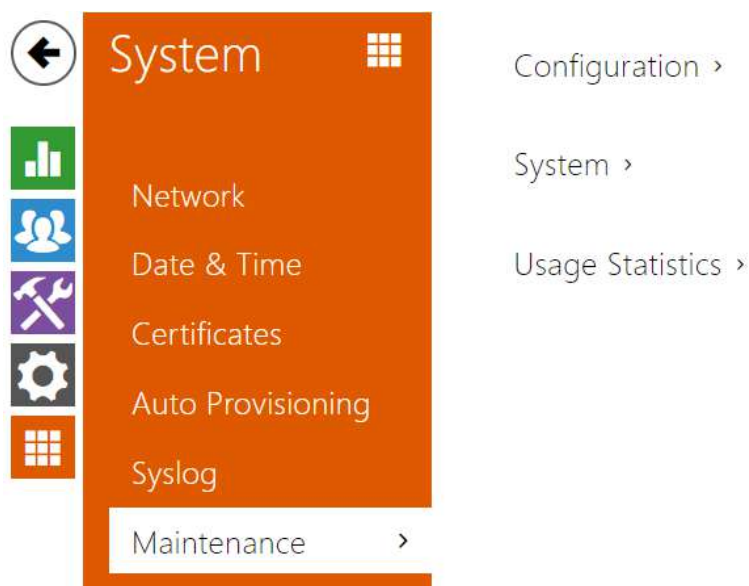 System
Network
Date & Time
Certificates
Auto Provisioning
Syslog
Maintenance ›
Configuration ›
System ›
Usage Statistics ›